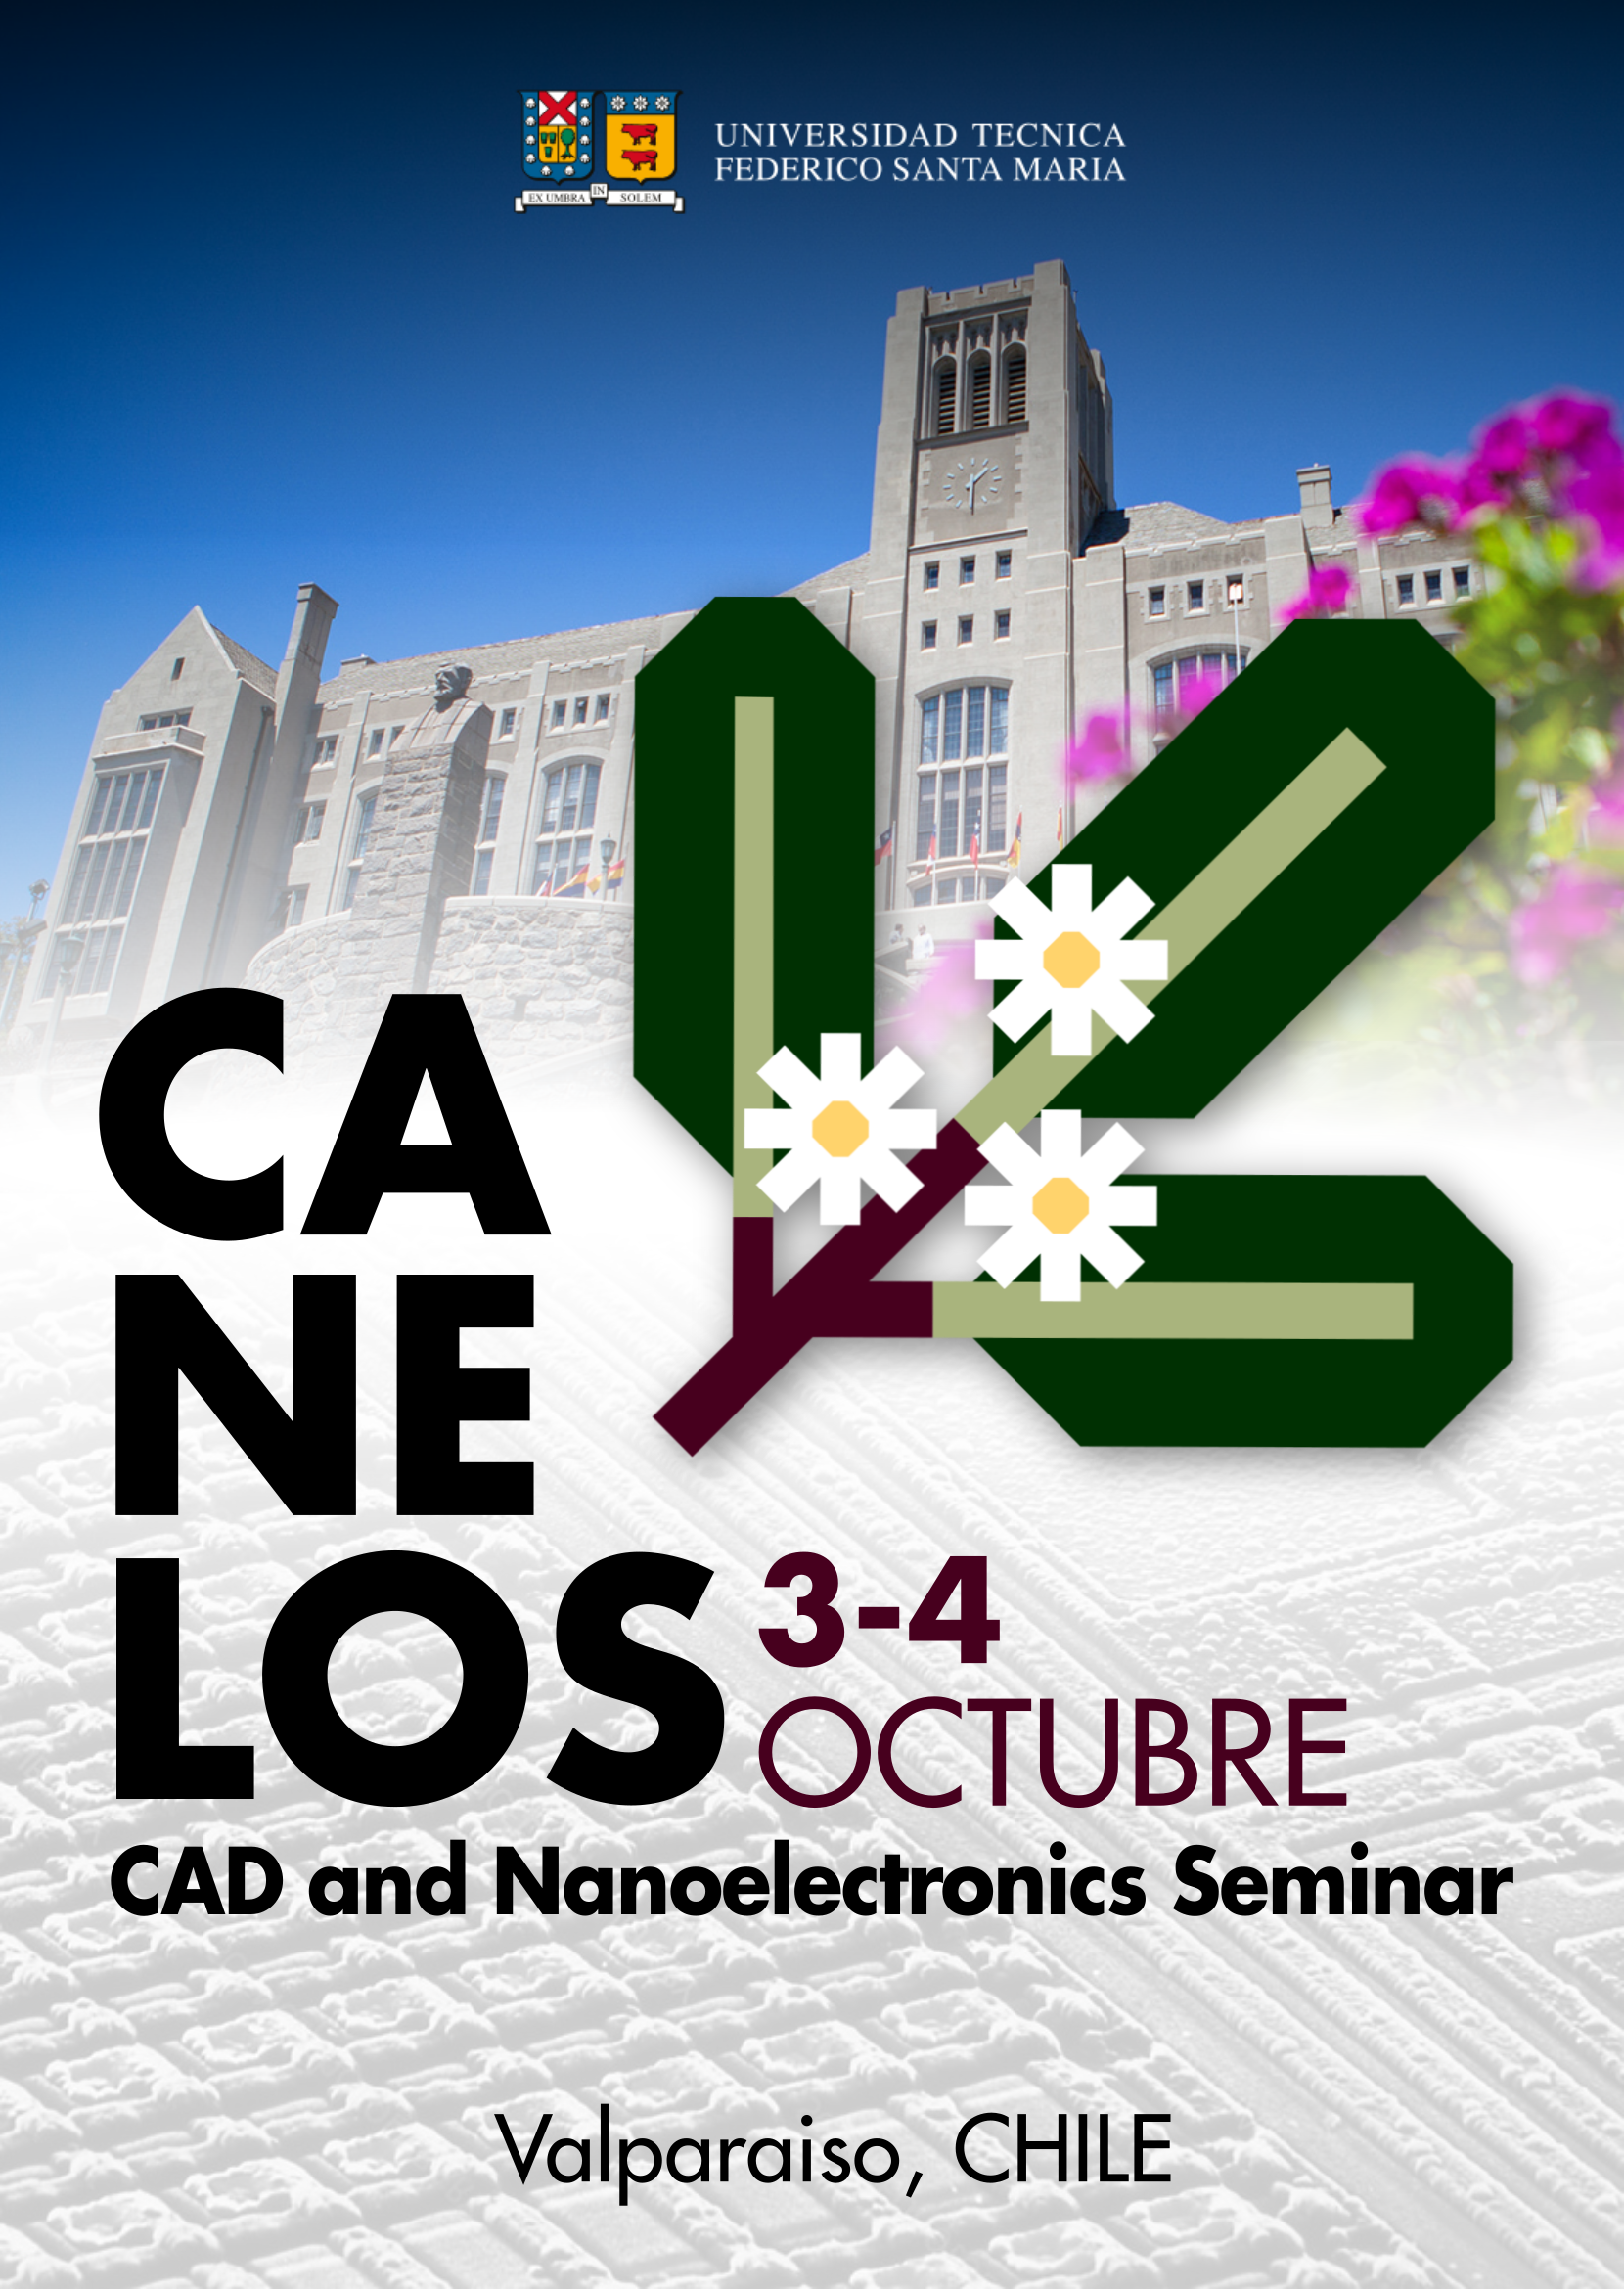 UNIVERSIDAD TECNICA
FEDERICO SANTA MARIA
EX UMBRA IN SOLEM
CA
NE
LOS
3-4
OCTUBRE
CAD and Nanoelectronics Seminar
Valparaiso, CHILE